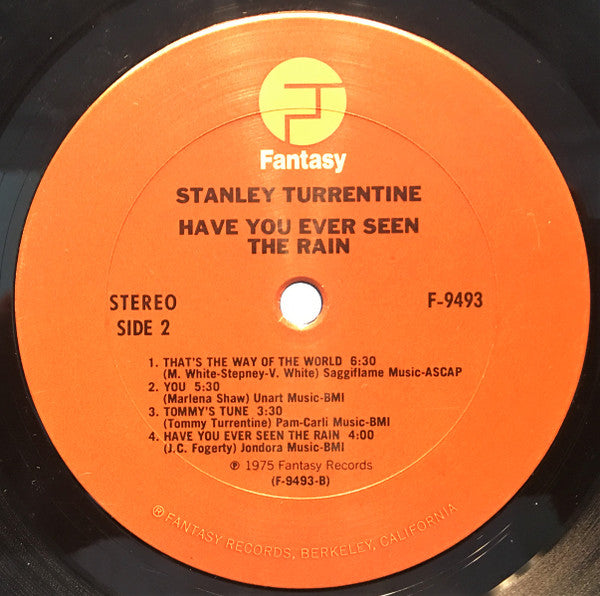 Fantasy
STANLEY TURRENTINE
HAVE YOU EVER SEEN
THE RAIN
STEREO
SIDE 2
F-9493
1. THAT'S THE WAY OF THE WORLD 6:30
(M. White-Stepney-V. White) Saggiflame Music-ASCAP
2. YOU 5:30
(Marlena Shaw) Unart Music-BMI
3. TOMMY'S TUNE 3:30
(Tommy Turrentine) Pam-Carli Music-BMI
4. HAVE YOU EVER SEEN THE RAIN 4:00
(J.C. Fogerty) Jondora Music-BMI
℗ 1975 Fantasy Records
(F-9493-B)
® FANTASY RECORDS, BERKELEY, CALIFORNIA